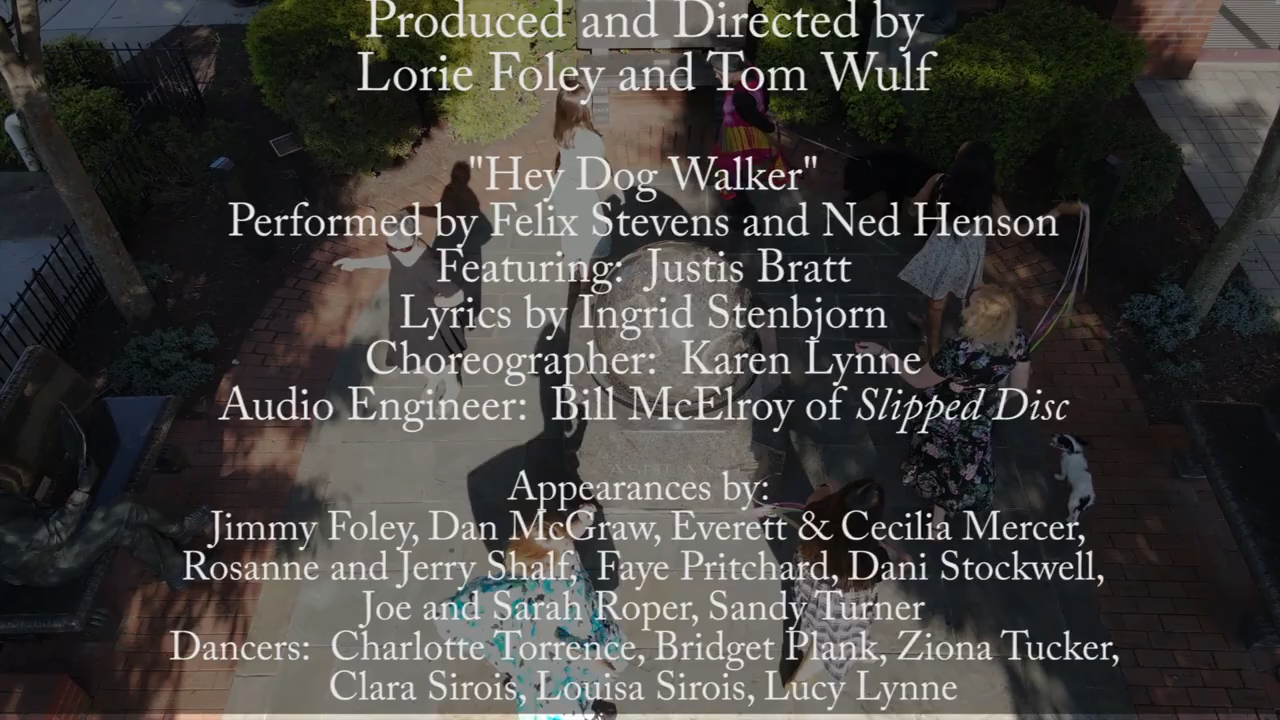 Produced and Directed by
Lorie Foley and Tom Wulf
"Hey Dog Walker"
Performed by Felix Stevens and Ned Henson
Featuring: Justis Bratt
Lyrics by Ingrid Stenbjorn
Choreographer: Karen Lynne
Audio Engineer: Bill McElroy of Slipped Disc
Appearances by:
Jimmy Foley, Dan McGraw, Everett & Cecilia Mercer,
Rosanne and Jerry Shalf, Faye Pritchard, Dani Stockwell,
Joe and Sarah Roper, Sandy Turner
Dancers: Charlotte Torrence, Bridget Plank, Ziona Tucker,
Clara Sirois, Louisa Sirois, Lucy Lynne